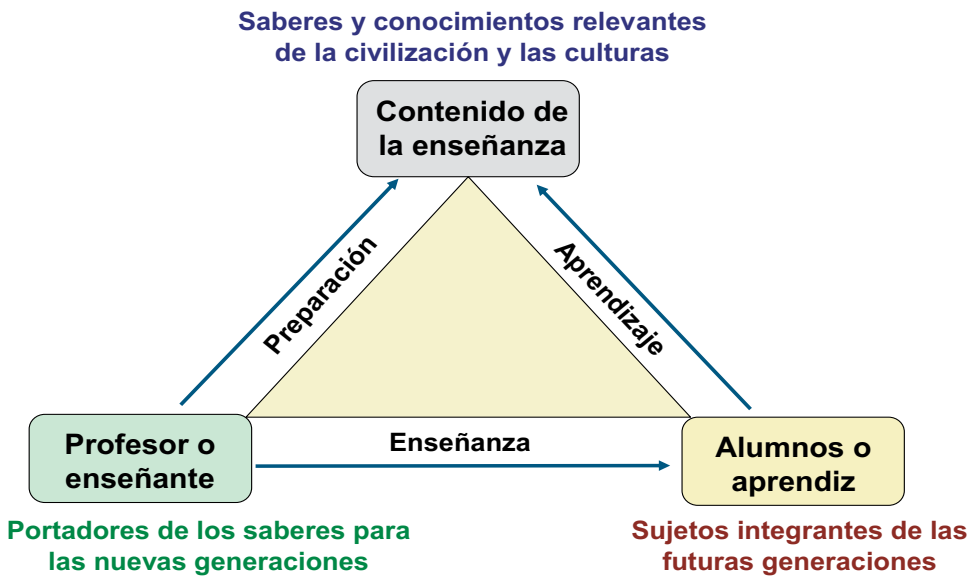 Saberes y conocimientos relevantes
de la civilización y las culturas
Contenido de
la enseñanza
Preparación
Aprendizaje
Profesor o
enseñante
Enseñanza
Alumnos o
aprendiz
Portadores de los saberes para
las nuevas generaciones
Sujetos integrantes de las
futuras generaciones